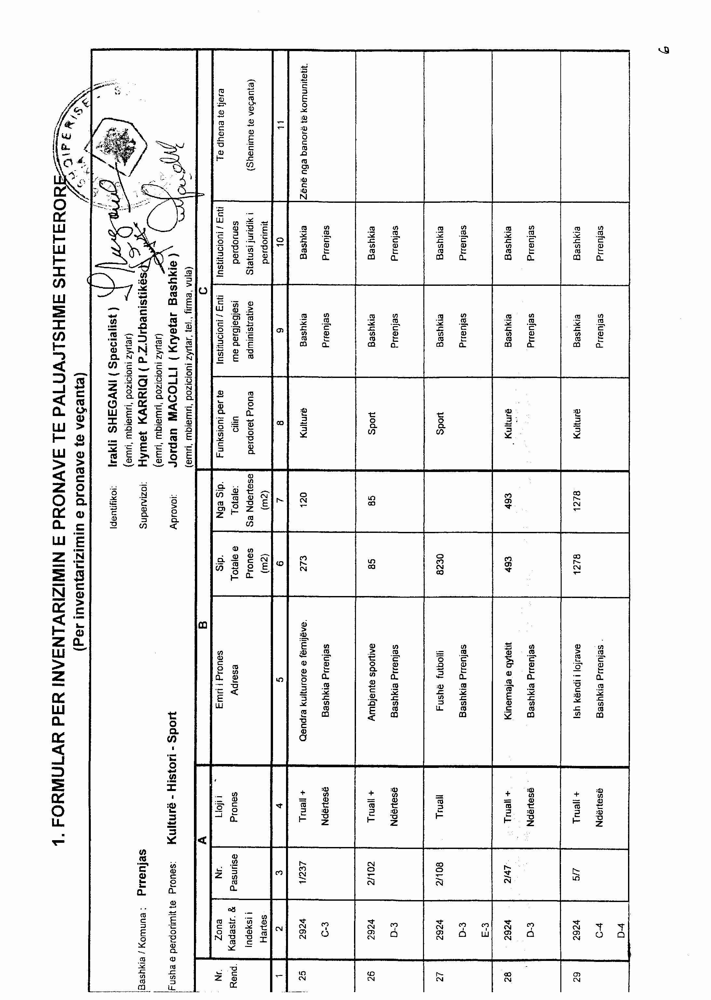 1. FORMULAR PER INVENTARIZIMIN E PRONAVE TE PALUAJTSHME SHTETERORE
(Per inventarizimin e pronave te veçanta)
Identifikoi: Irakli SHEGANI ( Specialist )
(emri, mbiemri, pozicioni zyrtar)
Bashkia / Komuna : Prrenjas
Supervizoi: Hymet KARRIQI ( P.Z.Urbanistikës
(emri, mbiemri, pozicioni zyrtar)
Fusha e perdorimit te Prones: Kulturë - Histori - Sport
Aprovoi: Jordan MACOLLI ( Kryetar Bashkie )
(emri, mbiemri, pozicioni zyrtar, tel., firma, vula)
SHQIPERISE
A B C
Nr. Rend.
Zona Kadastr. & Indeksi i Hartes
Nr. Pasurise
Lloji i Prones
Emri i Prones Adresa
Sip. Totale e Prones (m2)
Nga Sip. Totale: Sa Ndertese (m2)
Funksioni per te cilin perdoret Prona
Institucioni / Enti me pergjegjesi administrative
Institucioni / Enti perdorues Statusi juridik i perdorimit
Te dhena te tjera (Shenime te veçanta)
1 2 3 4 5 6 7 8 9 10 11
25 2924 1/237 Truall + Qendra kulturore e fëmijëve. 273 120 Kulturë Bashkia Bashkia Zënë nga banorë të komunitetit.
C-3 Ndërtesë Bashkia Prrenjas Prrenjas Prrenjas
26 2924 2/102 Truall + Ambjente sportive 85 85 Sport Bashkia Bashkia
D-3 Ndërtesë Bashkia Prrenjas Prrenjas Prrenjas
27 2924 2/108 Truall Fushë futbolli 8230 Sport Bashkia Bashkia
D-3 Bashkia Prrenjas Prrenjas Prrenjas
E-3
28 2924 2/47 Truall + Kinemaja e qytetit 493 493 Kulturë Bashkia Bashkia
D-3 Ndërtesë Bashkia Prrenjas Prrenjas Prrenjas
29 2924 5/7 Truall + Ish këndi i lojrave 1278 1278 Kulturë Bashkia Bashkia
C-4 Ndërtesë Bashkia Prrenjas Prrenjas Prrenjas
D-4
6